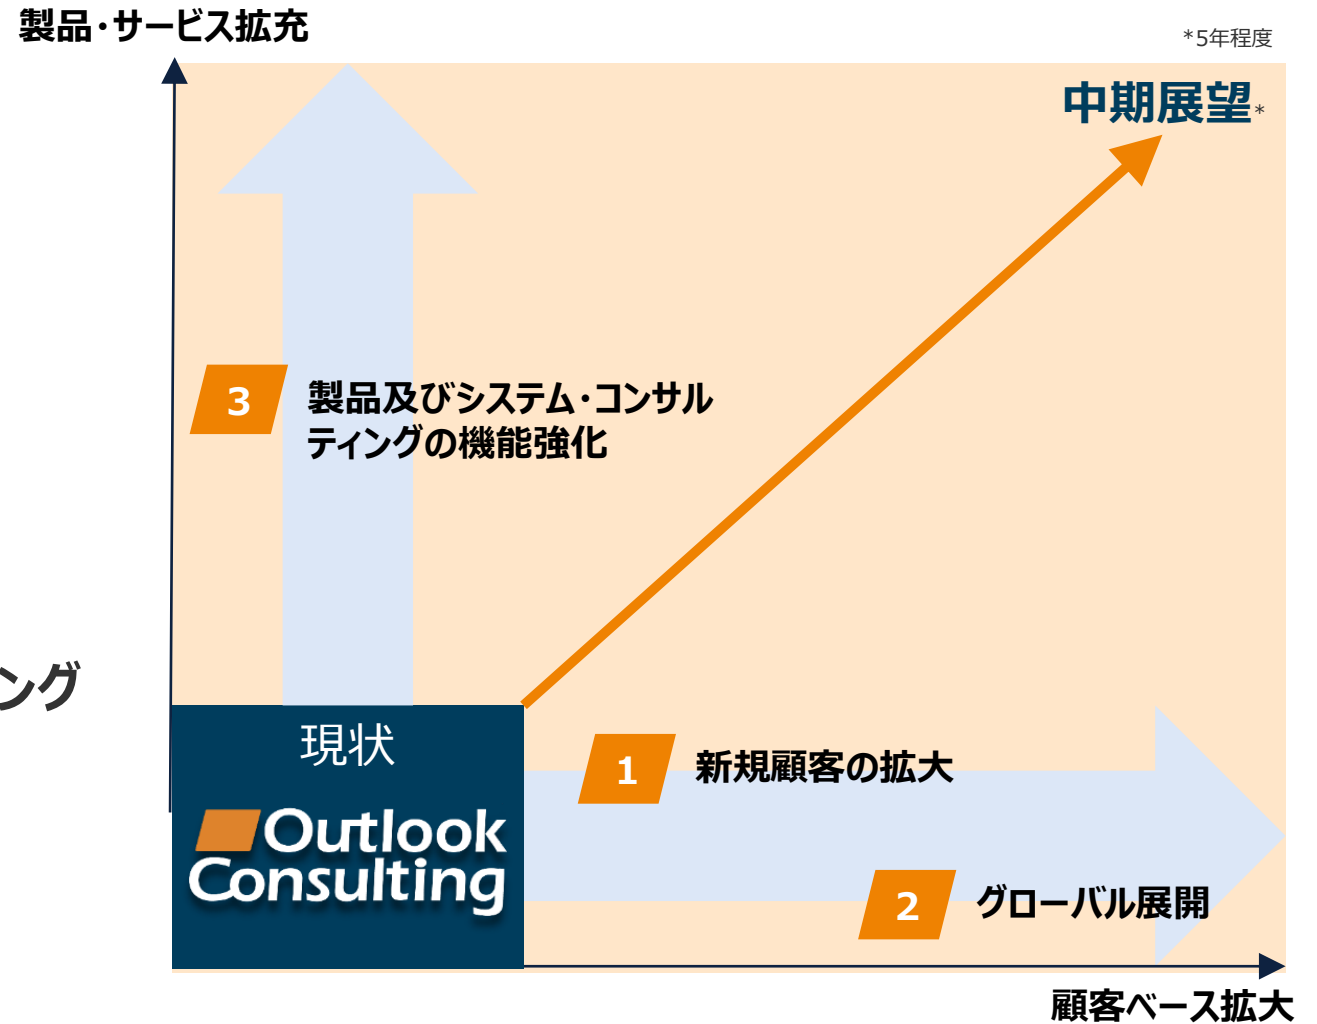 製品・サービス拡充
*5年程度
中期展望*
3
製品及びシステム・コンサル
ティングの機能強化
ング
現状
Outlook
Consulting
1
新規顧客の拡大
2
グローバル展開
顧客ベース拡大